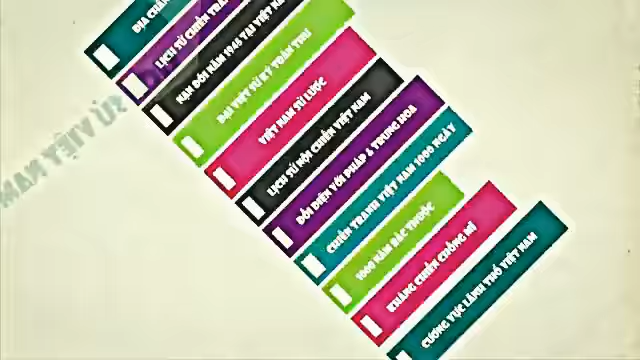 ĐỊA CHẤN
LỊCH SỬ CHIẾN TRANH
NẠN ĐÓI NĂM 1945 TẠI VIỆT NAM
ĐẠI VIỆT SỬ KÝ TOÀN THƯ
VIỆT NAM SỬ LƯỢC
LỊCH SỬ NỘI CHIẾN VIỆT NAM
ĐỐI DIỆN VỚI PHÁP & TRUNG HOA
CHIẾN TRANH VIỆT NAM 1000 NGÀY
1000 NĂM BẮC THUỘC
KHÁNG CHIẾN CHỐNG MĨ
CƯƠNG VỰC LÃNH THỔ VIỆT NAM
SỬ VIỆT NAM